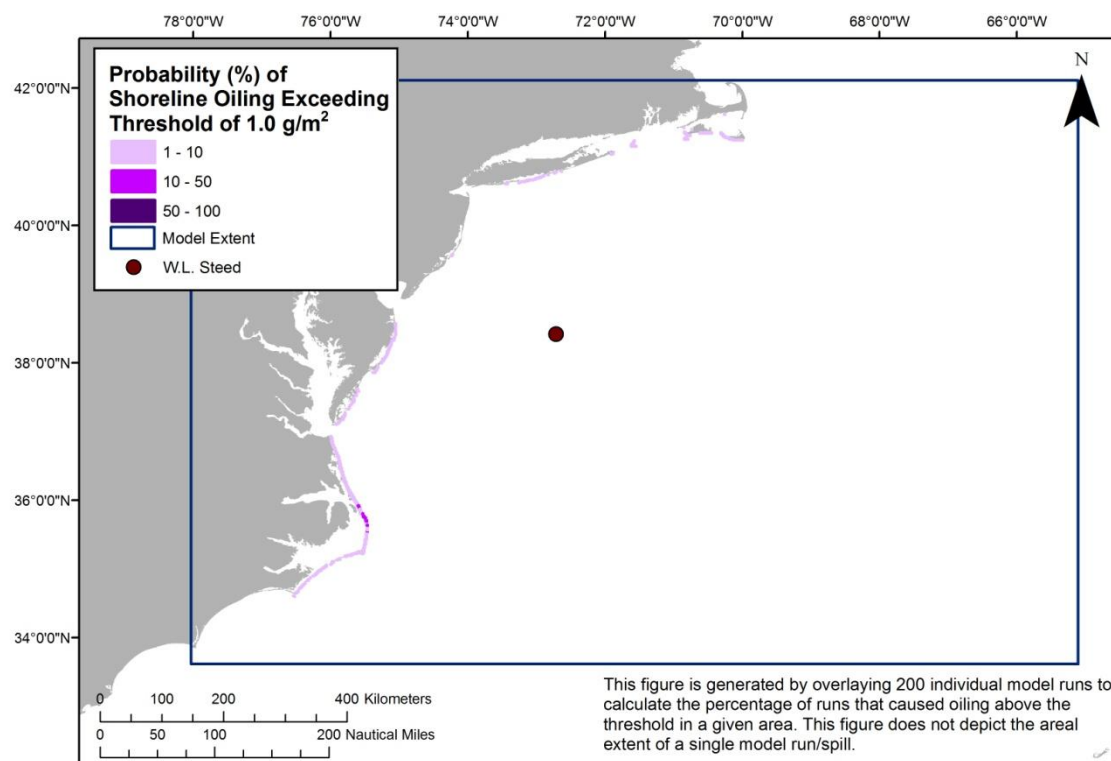 78°0'0"W 76°0'0"W 74°0'0"W 72°0'0"W 70°0'0"W 68°0'0"W 66°0'0"W
N
Probability (%) of
Shoreline Oiling Exceeding
Threshold of 1.0 g/m²
1 - 10
10 - 50
50 - 100
Model Extent
W.L. Steed
42°0'0"N
40°0'0"N
38°0'0"N
36°0'0"N
34°0'0"N
0 100 200 400 Kilometers
0 50 100 200 Nautical Miles
This figure is generated by overlaying 200 individual model runs to
calculate the percentage of runs that caused oiling above the
threshold in a given area. This figure does not depict the areal
extent of a single model run/spill.